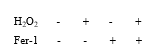 H₂O₂ - + - +
Fer-1 - - + +